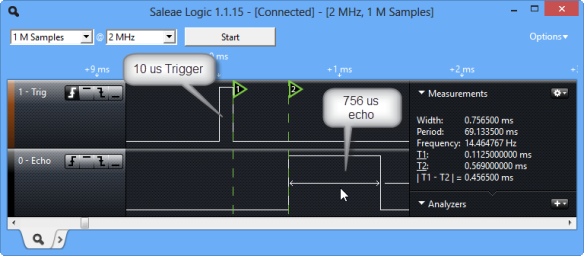 Saleae Logic 1.1.15 - [Connected] - [2 MHz, 1 M Samples]
1 M Samples @ 2 MHz Start Options
+9 ms 0 ms +1 ms +2 ms
10 us Trigger
1 - Trig
1
2
756 us
echo
0 - Echo
Measurements
Width: 0.756500 ms
Period: 69.133500 ms
Frequency: 14.464767 Hz
T1: 0.1125000000 ms
T2: 0.569000000 ms
| T1 - T2 | = 0.456500 ms
Analyzers